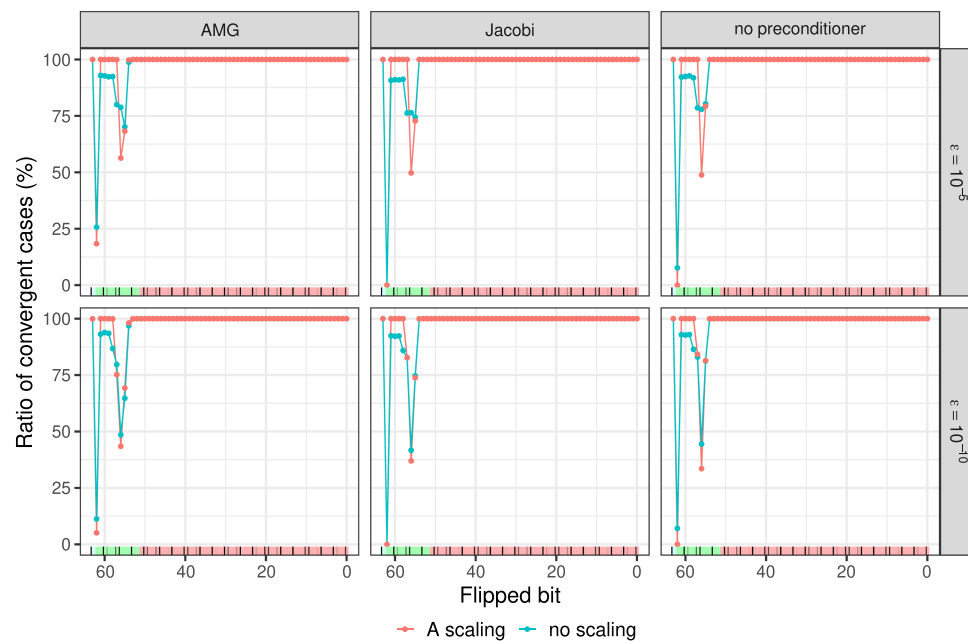 AMG Jacobi no preconditioner
100
75
50
25
0
ε = 10⁻⁵
100
75
50
25
0
ε = 10⁻¹⁰
Ratio of convergent cases (%)
60 40 20 0 60 40 20 0 60 40 20 0
Flipped bit
A scaling no scaling